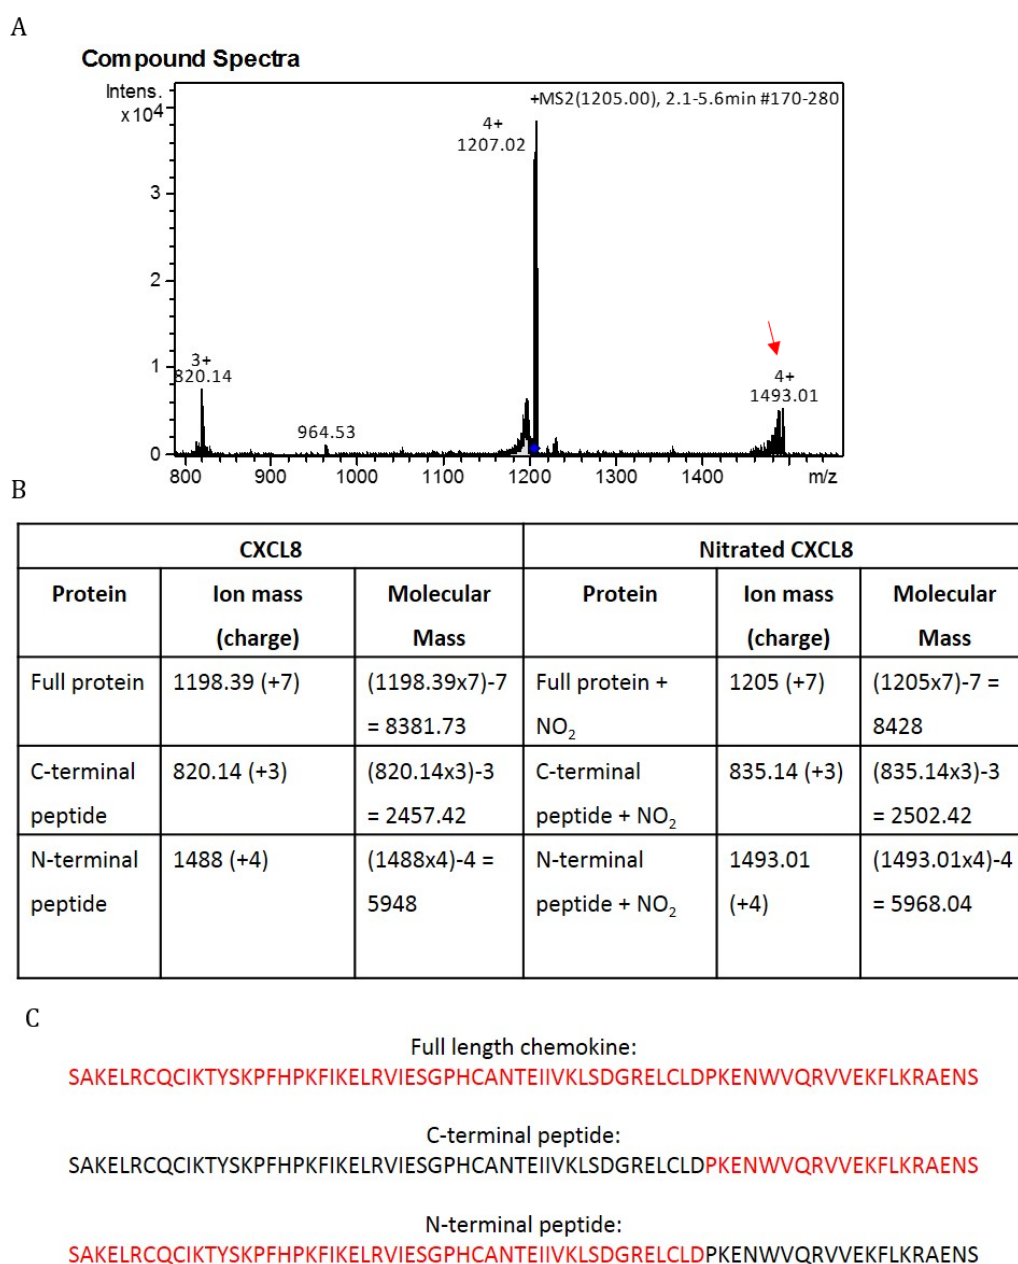 A
Compound Spectra
Intens.
x10⁴
+MS2(1205.00), 2.1-5.6min #170-280
4+
1207.02
3
2
1
0
3+
820.14
964.53
4+
1493.01
800 900 1000 1100 1200 1300 1400 m/z
B
CXCL8 Nitrated CXCL8
Protein Ion mass Molecular Protein Ion mass Molecular
(charge) Mass (charge) Mass
Full protein 1198.39 (+7) (1198.39x7)-7 Full protein + 1205 (+7) (1205x7)-7 =
= 8381.73 NO₂ 8428
C-terminal 820.14 (+3) (820.14x3)-3 C-terminal 835.14 (+3) (835.14x3)-3
peptide = 2457.42 peptide + NO₂ = 2502.42
N-terminal 1488 (+4) (1488x4)-4 = N-terminal 1493.01 (1493.01x4)-4
peptide 5948 peptide + NO₂ (+4) = 5968.04
C
Full length chemokine:
SAKELRCQCIKTYSKPFHPKFIKELRVIESGPHCANTEIIVKLSDGRELCLDPKENWVQRVVEKFLKRAENS
C-terminal peptide:
SAKELRCQCIKTYSKPFHPKFIKELRVIESGPHCANTEIIVKLSDGRELCLDPKENWVQRVVEKFLKRAENS
N-terminal peptide:
SAKELRCQCIKTYSKPFHPKFIKELRVIESGPHCANTEIIVKLSDGRELCLDPKENWVQRVVEKFLKRAENS